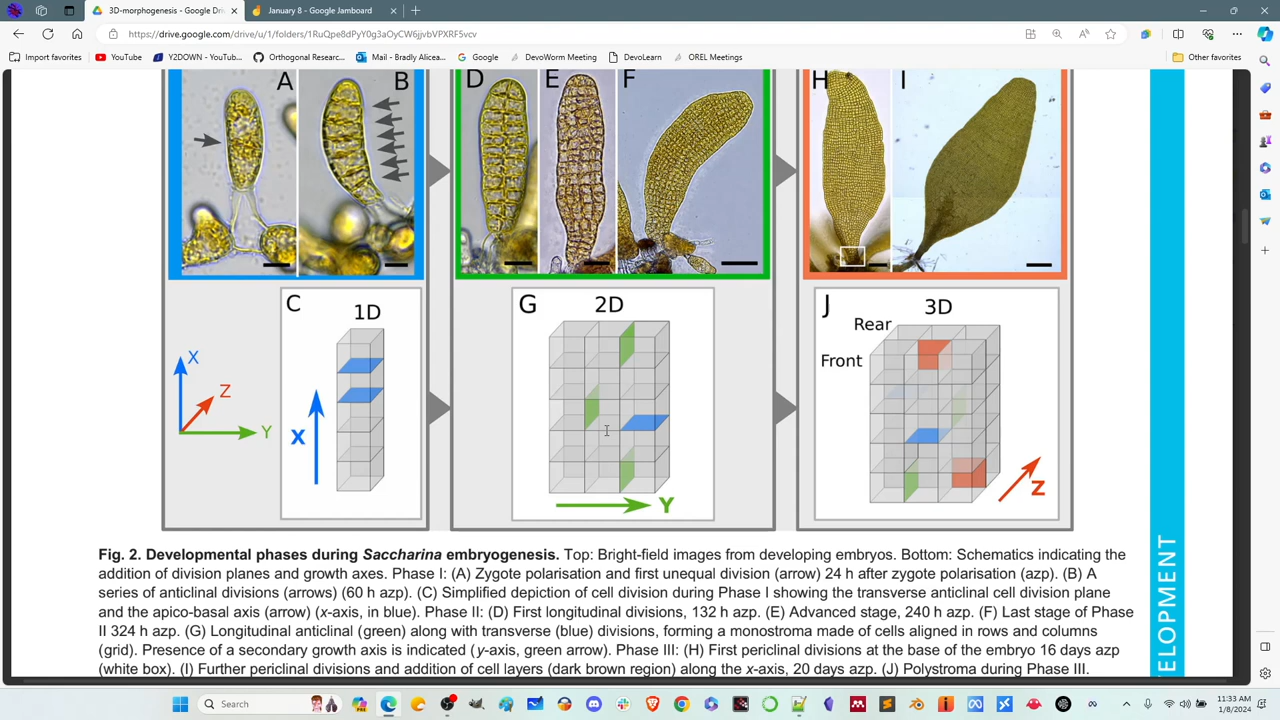 3D-morphogenesis - Google Driv
January 8 - Google Jamboard
https://drive.google.com/drive/u/1/folders/1RuQpe8dPyY0g3aOyCW6jjvbVPXRF5vcv
Import favorites
YouTube
Y2DOWN - YouTub...
Orthogonal Researc...
Mail - Bradly Alicea...
Google
DevoWorm Meeting
DevoLearn
OREL Meetings
Other favorites
A
B
D
E
F
H
I
C
1D
X
Z
Y
X
G
2D
Y
J
3D
Rear
Front
Z
Fig. 2. Developmental phases during Saccharina embryogenesis. Top: Bright-field images from developing embryos. Bottom: Schematics indicating the
addition of division planes and growth axes. Phase I: (A) Zygote polarisation and first unequal division (arrow) 24 h after zygote polarisation (azp). (B) A
series of anticlinal divisions (arrows) (60 h azp). (C) Simplified depiction of cell division during Phase I showing the transverse anticlinal cell division plane
and the apico-basal axis (arrow) (x-axis, in blue). Phase II: (D) First longitudinal divisions, 132 h azp. (E) Advanced stage, 240 h azp. (F) Last stage of Phase
II 324 h azp. (G) Longitudinal anticlinal (green) along with transverse (blue) divisions, forming a monostroma made of cells aligned in rows and columns
(grid). Presence of a secondary growth axis is indicated (y-axis, green arrow). Phase III: (H) First periclinal divisions at the base of the embryo 16 days azp
(white box). (I) Further periclinal divisions and addition of cell layers (dark brown region) along the x-axis, 20 days azp. (J) Polystroma during Phase III.
ELOPMENT
Search
11:33 AM
1/8/2024